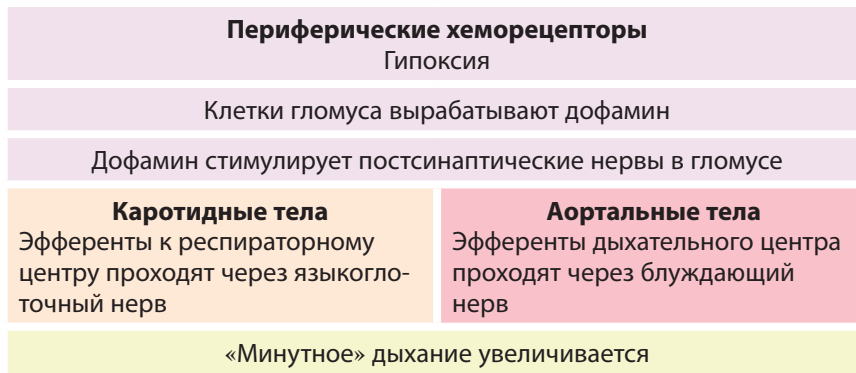 Периферические хеморецепторы
Гипоксия
Клетки гломуса вырабатывают дофамин
Дофамин стимулирует постсинаптические нервы в гломусе
Каротидные тела
Эфференты к респираторному
центру проходят через языкогло-
точный нерв
Аортальные тела
Эфференты дыхательного центра
проходят через блуждающий
нерв
«Минутное» дыхание увеличивается